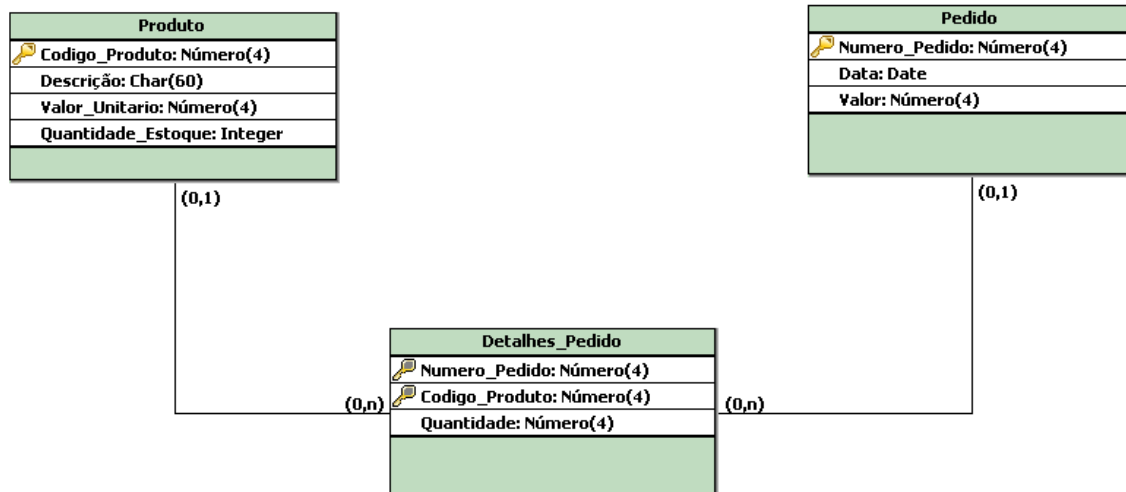 Produto
Codigo_Produto: Número(4)
Descrição: Char(60)
Valor_Unitario: Número(4)
Quantidade_Estoque: Integer
(0,1)
Pedido
Numero_Pedido: Número(4)
Data: Date
Valor: Número(4)
(0,1)
Detalhes_Pedido
Numero_Pedido: Número(4)
Codigo_Produto: Número(4)
Quantidade: Número(4)
(0,n)
(0,n)